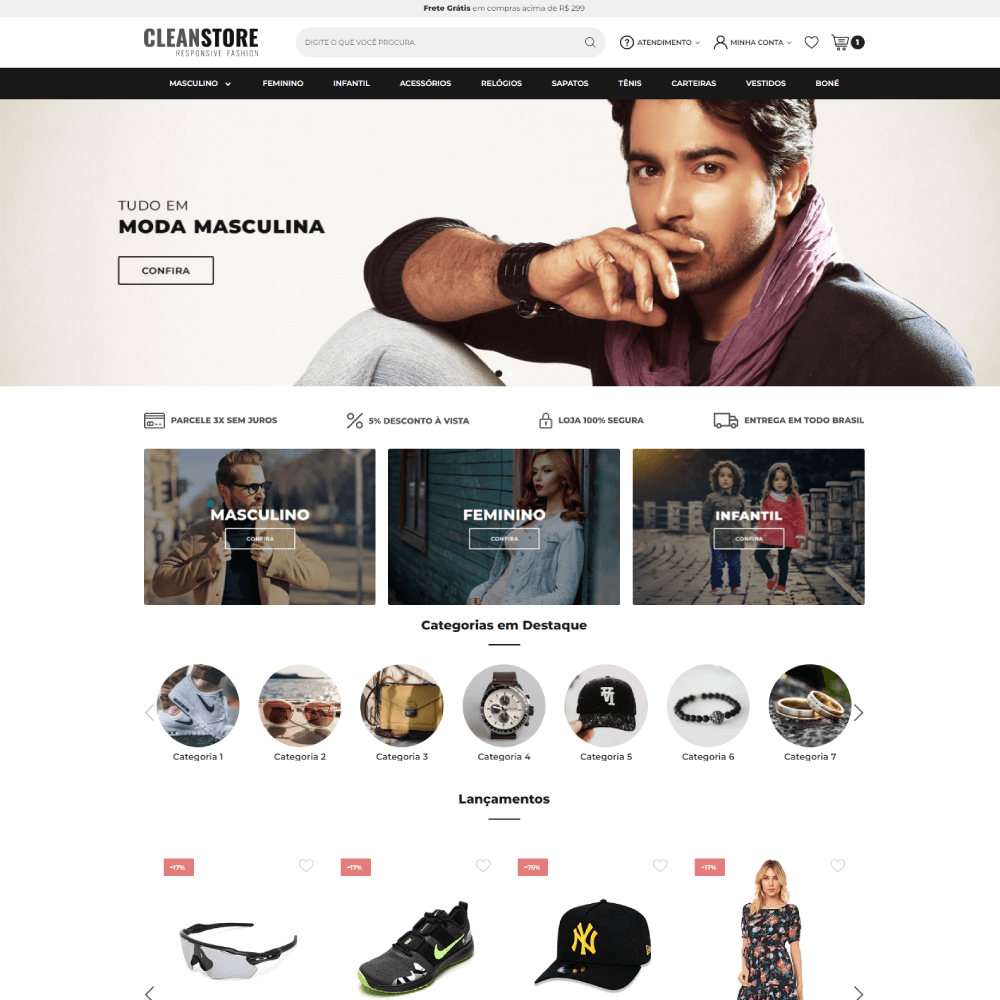 Frete Grátis em compras acima de R$ 299
CLEANSTORE
RESPONSIVE FASHION
DIGITE O QUE VOCÊ PROCURA
ATENDIMENTO
MINHA CONTA
1
MASCULINO FEMININO INFANTIL ACESSÓRIOS RELÓGIOS SAPATOS TÊNIS CARTEIRAS VESTIDOS BONÉ
TUDO EM
MODA MASCULINA
CONFIRA
PARCELE 3X SEM JUROS
5% DESCONTO À VISTA
LOJA 100% SEGURA
ENTREGA EM TODO BRASIL
MASCULINO
CONFIRA
FEMININO
CONFIRA
INFANTIL
CONFIRA
Categorias em Destaque
Categoria 1
Categoria 2
Categoria 3
Categoria 4
Categoria 5
Categoria 6
Categoria 7
Lançamentos
-17%
-17%
-75%
-17%
NY